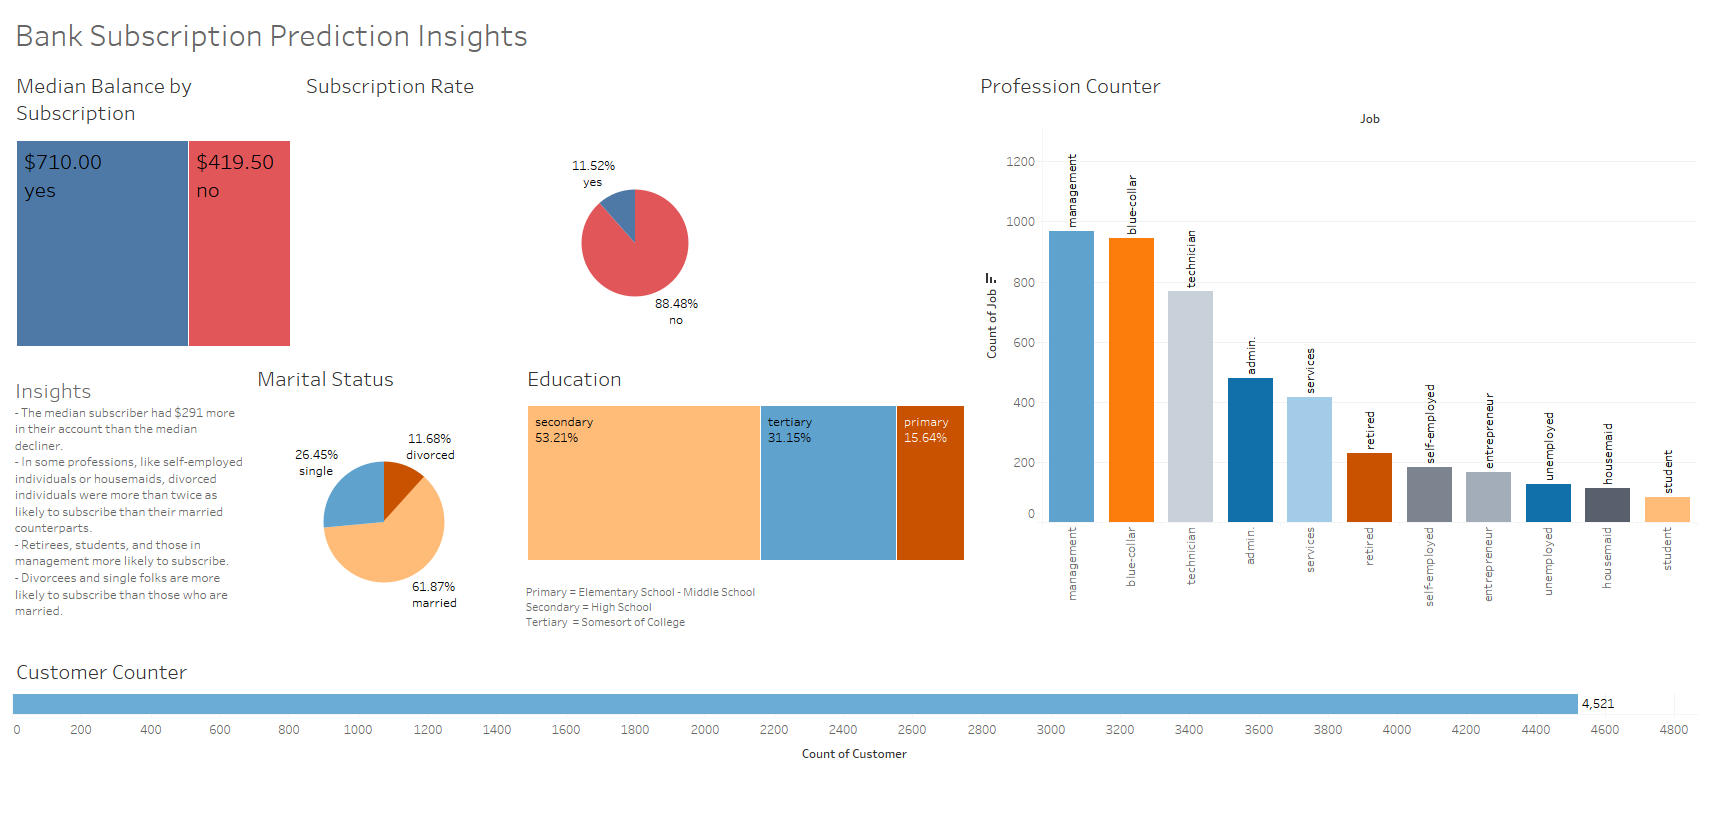 Bank Subscription Prediction Insights
Median Balance by
Subscription
$710.00
yes
$419.50
no
Subscription Rate
11.52%
yes
88.48%
no
Profession Counter
Job
Count of Job
1200
1000
800
600
400
200
0
management
blue-collar
technician
admin.
services
retired
self-employed
entrepreneur
unemployed
housemaid
student
management
blue-collar
technician
admin.
services
retired
self-employed
entrepreneur
unemployed
housemaid
student
Insights
- The median subscriber had $291 more
in their account than the median
decliner.
- In some professions, like self-employed
individuals or housemaids, divorced
individuals were more than twice as
likely to subscribe than their married
counterparts.
- Retirees, students, and those in
management more likely to subscribe.
- Divorcees and single folks are more
likely to subscribe than those who are
married.
Marital Status
11.68%
divorced
26.45%
single
61.87%
married
Education
secondary
53.21%
tertiary
31.15%
primary
15.64%
Primary = Elementary School - Middle School
Secondary = High School
Tertiary = Somesort of College
Customer Counter
4,521
0 200 400 600 800 1000 1200 1400 1600 1800 2000 2200 2400 2600 2800 3000 3200 3400 3600 3800 4000 4200 4400 4600 4800
Count of Customer